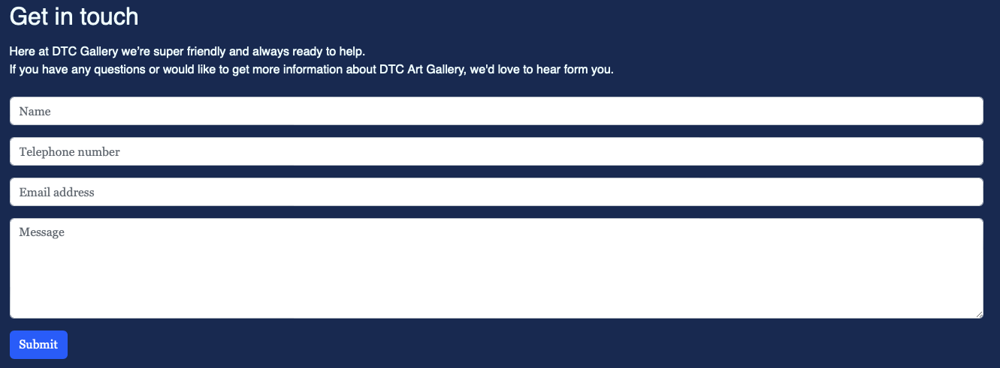 Get in touch
Here at DTC Gallery we’re super friendly and always ready to help.
If you have any questions or would like to get more information about DTC Art Gallery, we'd love to hear form you.
Name
Telephone number
Email address
Message
Submit